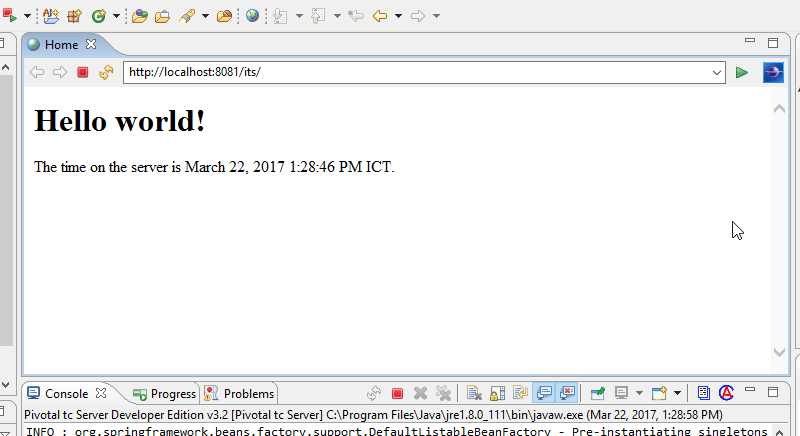 Home
http://localhost:8081/its/
Hello world!
The time on the server is March 22, 2017 1:28:46 PM ICT.
Console Progress Problems
Pivotal tc Server Developer Edition v3.2 [Pivotal tc Server] C:\Program Files\Java\jre1.8.0_111\bin\javaw.exe (Mar 22, 2017, 1:28:58 PM)
INFO : org.springframework.beans.factory.support.DefaultListableBeanFactory - Pre-instantiating singletons